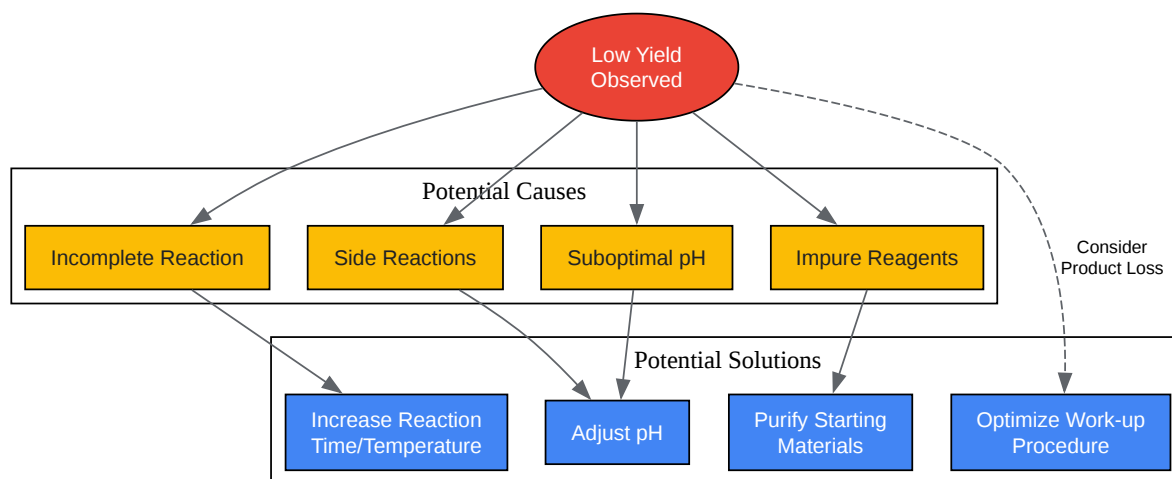 Low Yield
Observed
Potential Causes
Incomplete Reaction
Side Reactions
Suboptimal pH
Impure Reagents
Consider
Product Loss
Potential Solutions
Increase Reaction
Time/Temperature
Adjust pH
Purify Starting
Materials
Optimize Work-up
Procedure